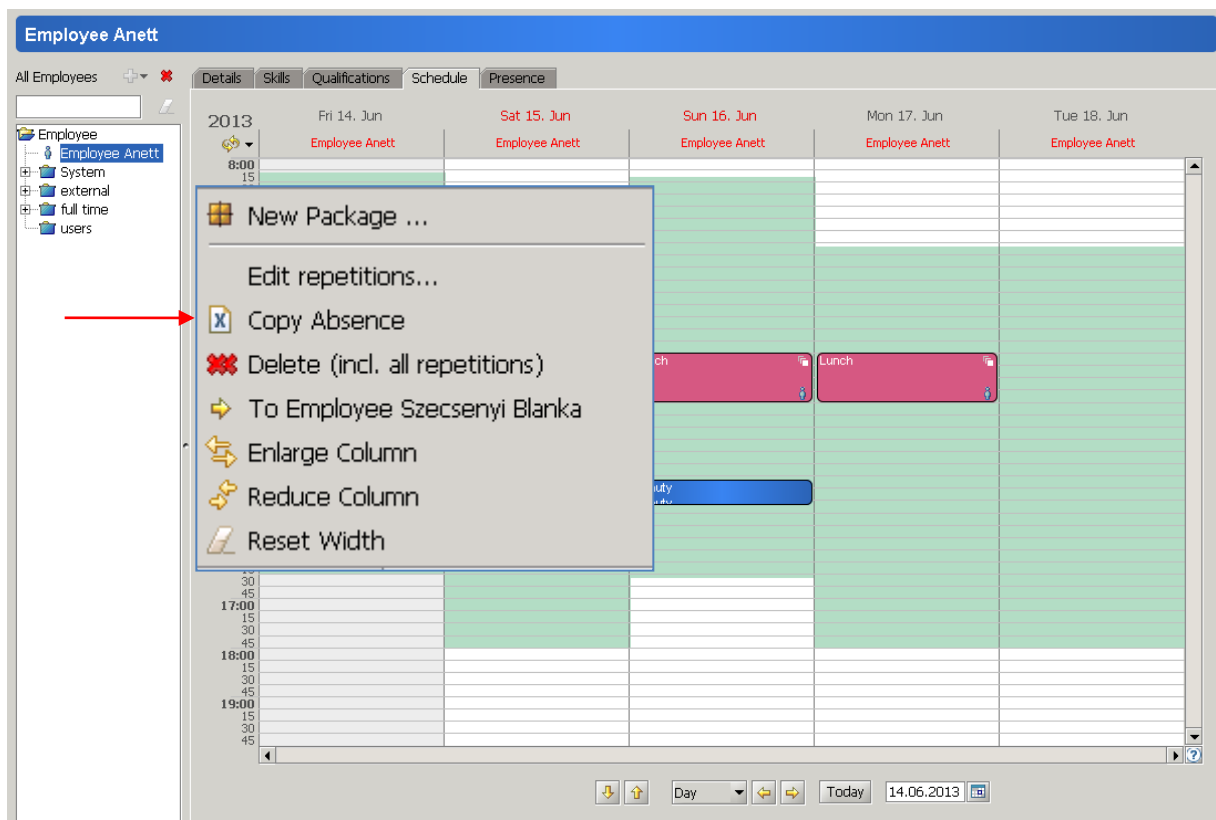 Employee Anett
All Employees
Details Skills Qualifications Schedule Presence
Employee
Employee Anett
System
external
full time
users
2013 Fri 14. Jun Sat 15. Jun Sun 16. Jun Mon 17. Jun Tue 18. Jun
Employee Anett Employee Anett Employee Anett Employee Anett Employee Anett
8:00
15
New Package ...
Edit repetitions...
Copy Absence
Delete (incl. all repetitions)
To Employee Szecsenyi Blanka
Enlarge Column
Reduce Column
Reset Width
ch
Lunch
uty
30
45
17:00
15
30
45
18:00
15
30
45
19:00
15
30
45
Day Today 14.06.2013